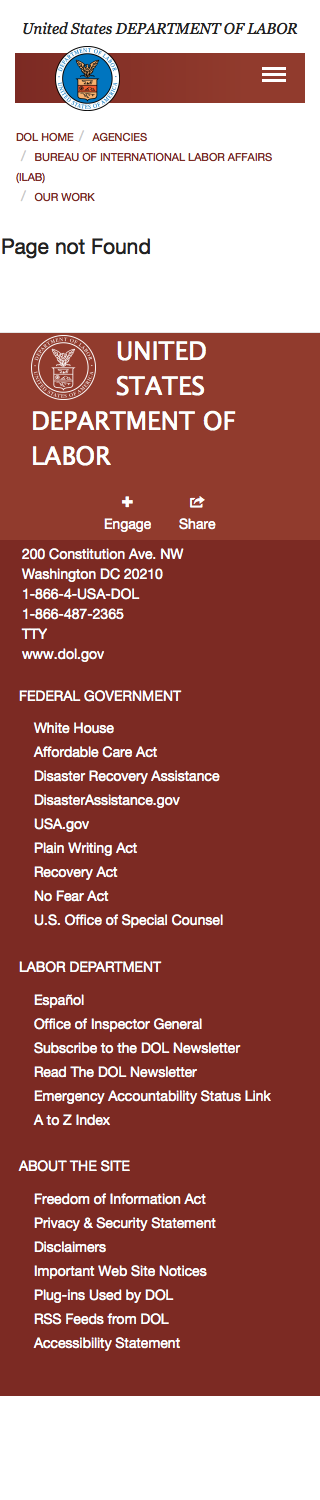 United States DEPARTMENT OF LABOR
DOL HOME / AGENCIES
/ BUREAU OF INTERNATIONAL LABOR AFFAIRS
(ILAB)
/ OUR WORK
Page not Found
UNITED
STATES
DEPARTMENT OF
LABOR
Engage Share
200 Constitution Ave. NW
Washington DC 20210
1-866-4-USA-DOL
1-866-487-2365
TTY
www.dol.gov
FEDERAL GOVERNMENT
White House
Affordable Care Act
Disaster Recovery Assistance
DisasterAssistance.gov
USA.gov
Plain Writing Act
Recovery Act
No Fear Act
U.S. Office of Special Counsel
LABOR DEPARTMENT
Español
Office of Inspector General
Subscribe to the DOL Newsletter
Read The DOL Newsletter
Emergency Accountability Status Link
A to Z Index
ABOUT THE SITE
Freedom of Information Act
Privacy & Security Statement
Disclaimers
Important Web Site Notices
Plug-ins Used by DOL
RSS Feeds from DOL
Accessibility Statement